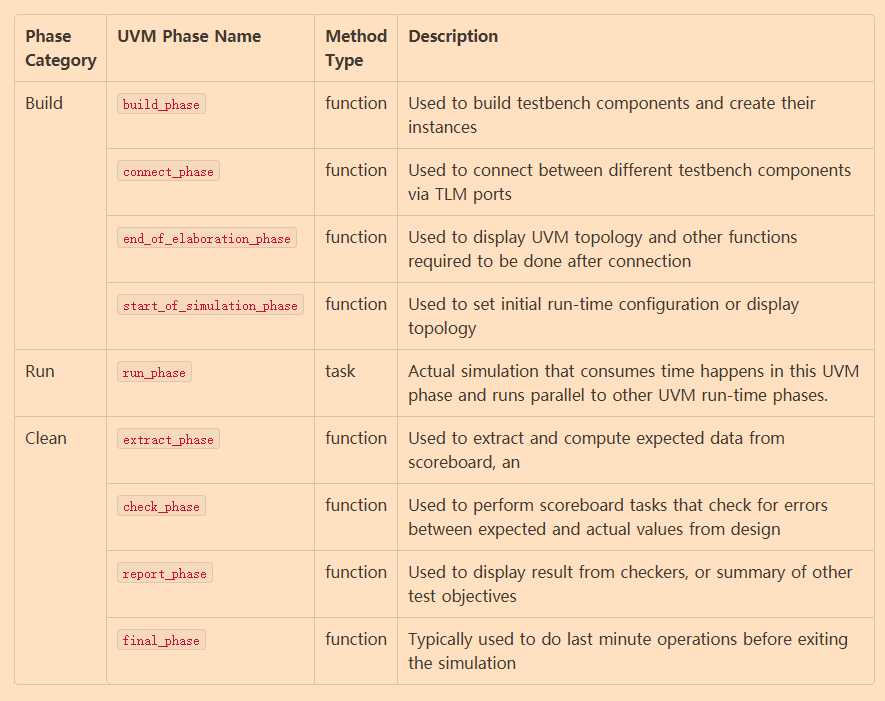 Phase Category UVM Phase Name Method Type Description
Build build_phase function Used to build testbench components and create their
instances
connect_phase function Used to connect between different testbench components
via TLM ports
end_of_elaboration_phase function Used to display UVM topology and other functions
required to be done after connection
start_of_simulation_phase function Used to set initial run-time configuration or display
topology
Run run_phase task Actual simulation that consumes time happens in this UVM
phase and runs parallel to other UVM run-time phases.
Clean extract_phase function Used to extract and compute expected data from
scoreboard, an
check_phase function Used to perform scoreboard tasks that check for errors
between expected and actual values from design
report_phase function Used to display result from checkers, or summary of other
test objectives
final_phase function Typically used to do last minute operations before exiting
the simulation